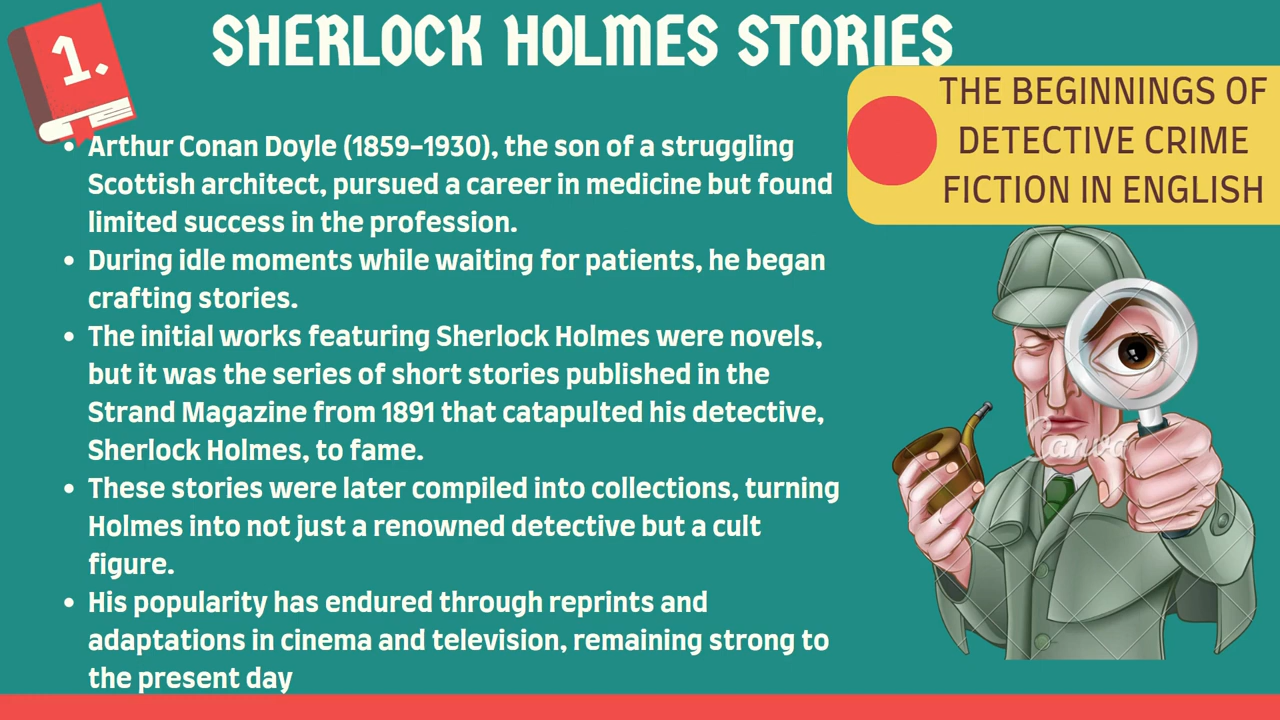 1.
SHERLOCK HOLMES STORIES
THE BEGINNINGS OF
DETECTIVE CRIME
FICTION IN ENGLISH
• Arthur Conan Doyle (1859–1930), the son of a struggling
Scottish architect, pursued a career in medicine but found
limited success in the profession.
• During idle moments while waiting for patients, he began
crafting stories.
• The initial works featuring Sherlock Holmes were novels,
but it was the series of short stories published in the
Strand Magazine from 1891 that catapulted his detective,
Sherlock Holmes, to fame.
• These stories were later compiled into collections, turning
Holmes into not just a renowned detective but a cult
figure.
• His popularity has endured through reprints and
adaptations in cinema and television, remaining strong to
the present day
Canva